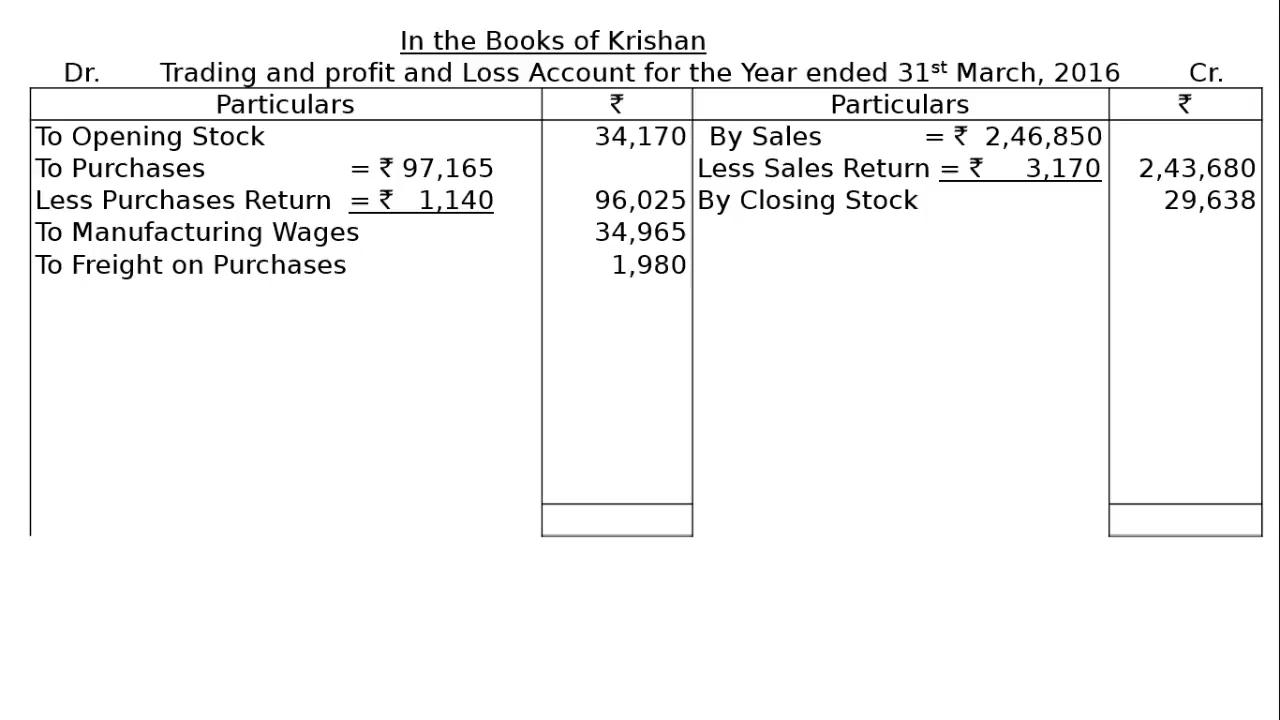 In the Books of Krishan
Dr. Trading and profit and Loss Account for the Year ended 31st March, 2016 Cr.
Particulars ₹ Particulars ₹
To Opening Stock 34,170 By Sales = ₹ 2,46,850
To Purchases = ₹ 97,165 Less Sales Return = ₹ 3,170 2,43,680
Less Purchases Return = ₹ 1,140 96,025 By Closing Stock 29,638
To Manufacturing Wages 34,965
To Freight on Purchases 1,980